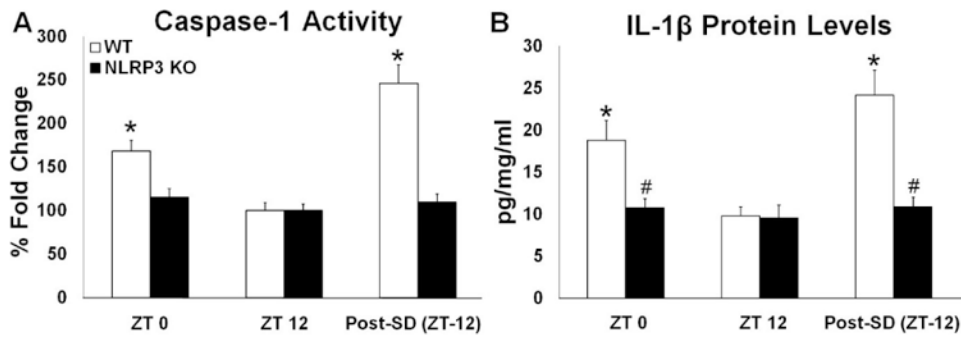 A
Caspase-1 Activity
% Fold Change
300
250
200
150
100
50
0
WT
NLRP3 KO
*
*
ZT 0
ZT 12
Post-SD (ZT-12)
B
IL-1β Protein Levels
pg/mg/ml
30
25
20
15
10
5
0
*
#
*
#
ZT 0
ZT 12
Post-SD (ZT-12)